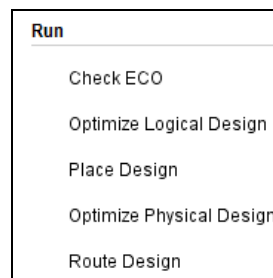 Run
Check ECO
Optimize Logical Design
Place Design
Optimize Physical Design
Route Design